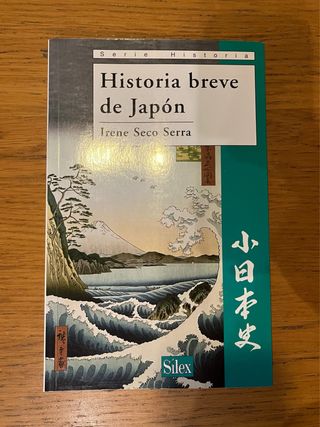 Serie Historia
Historia breve
de Japón
Irene Seco Serra
小日本史
Sílex